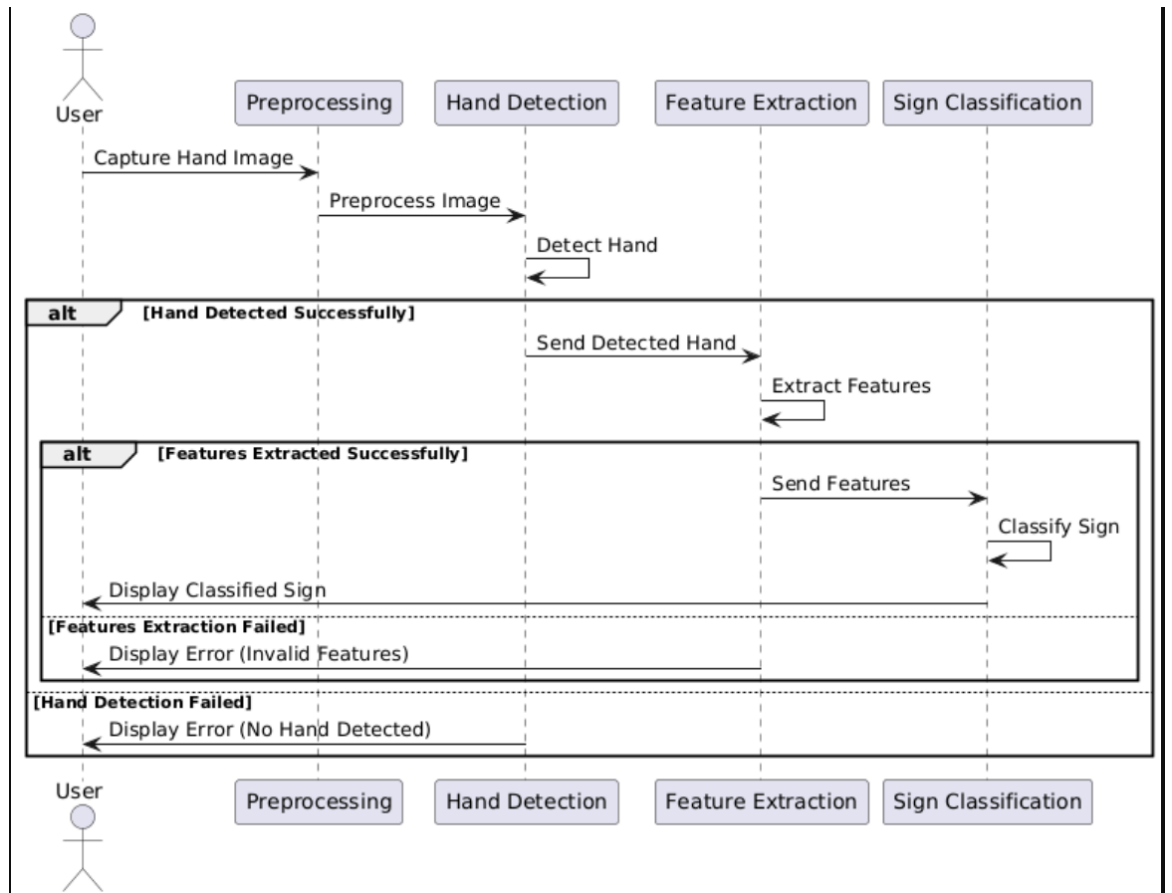 User
Preprocessing
Hand Detection
Feature Extraction
Sign Classification
Capture Hand Image
Preprocess Image
Detect Hand
alt
[Hand Detected Successfully]
Send Detected Hand
Extract Features
alt
[Features Extracted Successfully]
Send Features
Classify Sign
Display Classified Sign
[Features Extraction Failed]
Display Error (Invalid Features)
[Hand Detection Failed]
Display Error (No Hand Detected)
User
Preprocessing
Hand Detection
Feature Extraction
Sign Classification